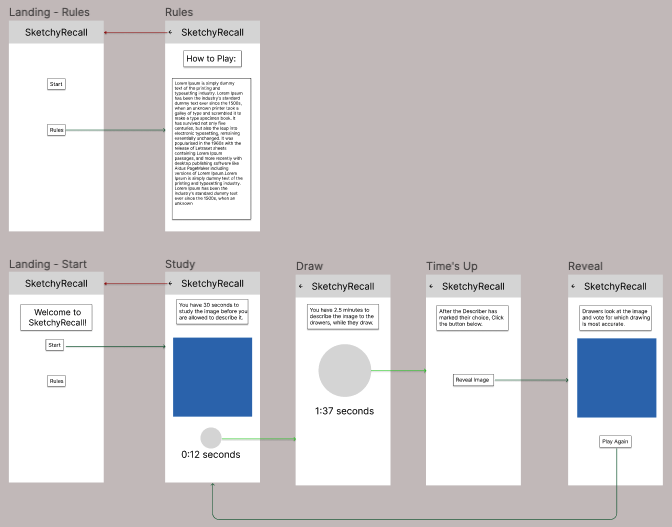 Landing - Rules
Rules
SketchyRecall
← SketchyRecall
How to Play:
Start
Rules
Lorem Ipsum is simply dummy
text of the printing and
typesetting industry. Lorem Ipsum
has been the industry's standard
dummy text ever since the 1500s,
when an unknown printer took a
galley of type and scrambled it to
make a type specimen book. It
has survived not only five
centuries, but also the leap into
electronic typesetting, remaining
essentially unchanged. It was
popularised in the 1960s with the
release of Letraset sheets
containing Lorem Ipsum
passages, and more recently with
desktop publishing software like
Aldus PageMaker including
versions of Lorem Ipsum.Lorem
Ipsum is simply dummy text of the
printing and typesetting industry.
Lorem Ipsum has been the
industry's standard dummy text
ever since the 1500s, when an
unknown
Landing - Start
Study
Draw
Time's Up
Reveal
SketchyRecall
← SketchyRecall
← SketchyRecall
← SketchyRecall
← SketchyRecall
Welcome to
SketchyRecall!
Start
Rules
You have 30 seconds to
study the image before you
are allowed to describe it.
0:12 seconds
You have 2.5 minutes to
describe the image to the
drawers, while they draw.
1:37 seconds
After the Describer has
marked their choice, Click
the button below.
Reveal Image
Drawers look at the image
and vote for which drawing
is most accurate.
Play Again